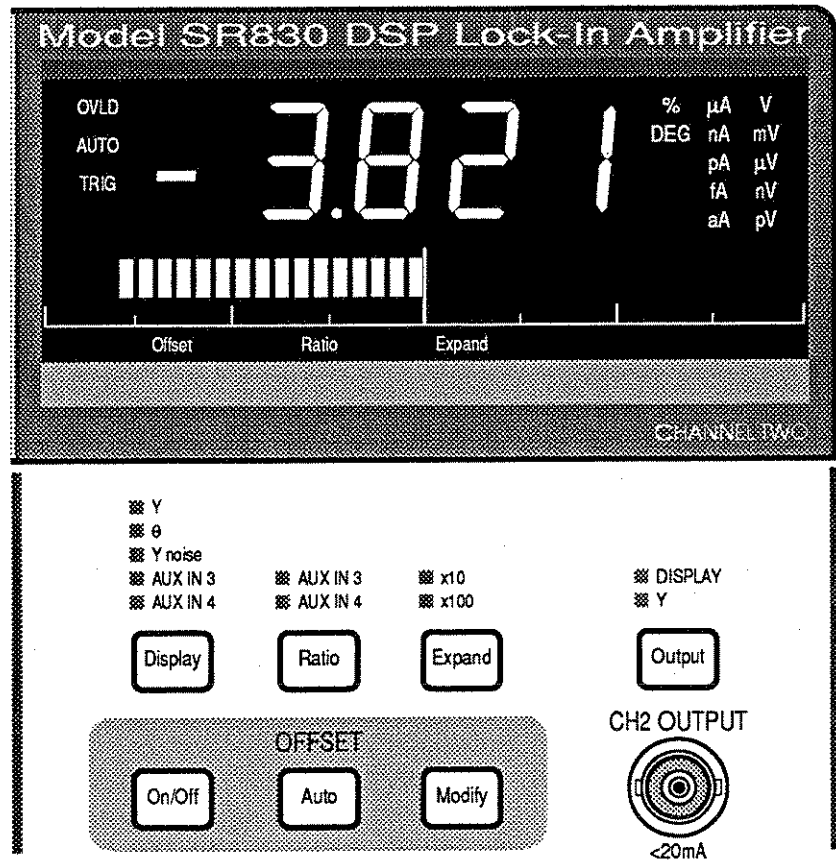 Model SR830 DSP Lock-In Amplifier
OVLD
AUTO
TRIG
- 3.821
% µA V
DEG nA mV
pA µV
fA nV
aA pV
Offset Ratio Expand
CHANNEL TWO
Y
θ
Y noise
AUX IN 3 AUX IN 3 x10 DISPLAY
AUX IN 4 AUX IN 4 x100 Y
Display Ratio Expand Output
OFFSET CH2 OUTPUT
On/Off Auto Modify
<20mA